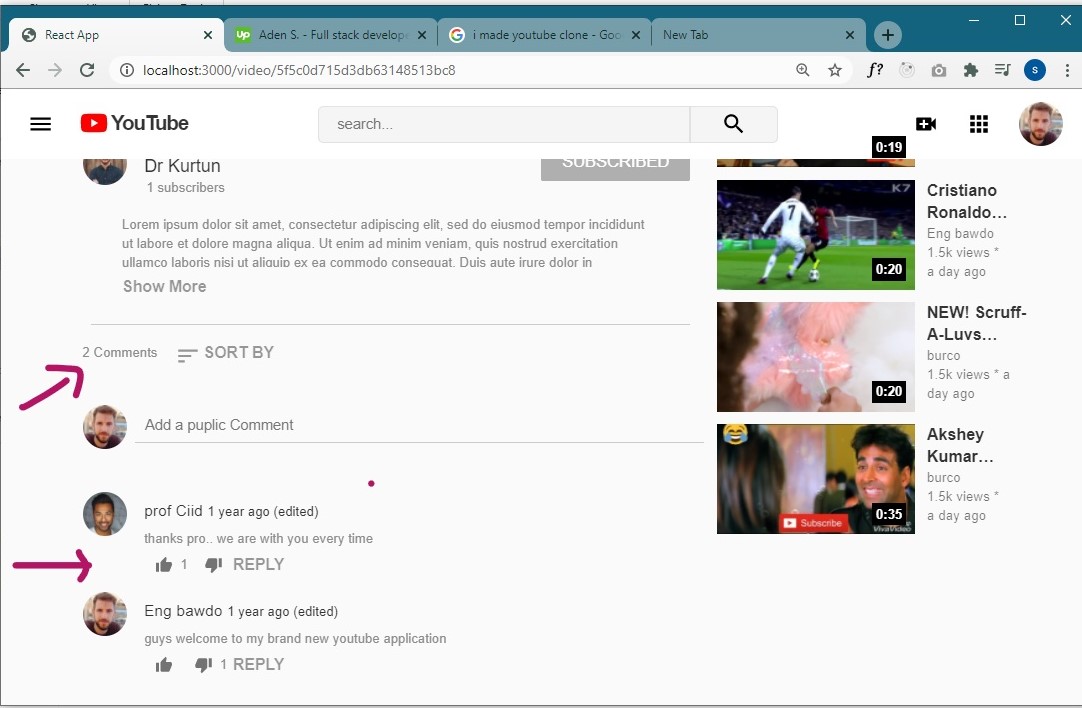 React App
Aden S. - Full stack develope
i made youtube clone - Goo
New Tab
localhost:3000/video/5f5c0d715d3db63148513bc8
f?
S
YouTube
search...
0:19
Dr Kurtun
1 subscribers
SUBSCRIBED
Lorem ipsum dolor sit amet, consectetur adipiscing elit, sed do eiusmod tempor incididunt
ut labore et dolore magna aliqua. Ut enim ad minim veniam, quis nostrud exercitation
ullamco laboris nisi ut aliquip ex ea commodo consequat. Duis aute irure dolor in
Show More
2 Comments
SORT BY
Add a puplic Comment
prof Ciid 1 year ago (edited)
thanks pro.. we are with you every time
1 REPLY
Eng bawdo 1 year ago (edited)
guys welcome to my brand new youtube application
1 REPLY
K7
7
0:20
Cristiano
Ronaldo...
Eng bawdo
1.5k views *
a day ago
0:20
NEW! Scruff-
A-Luvs...
burco
1.5k views * a
day ago
Subscribe
0:35
VivaVideo
Akshey
Kumar...
burco
1.5k views *
a day ago